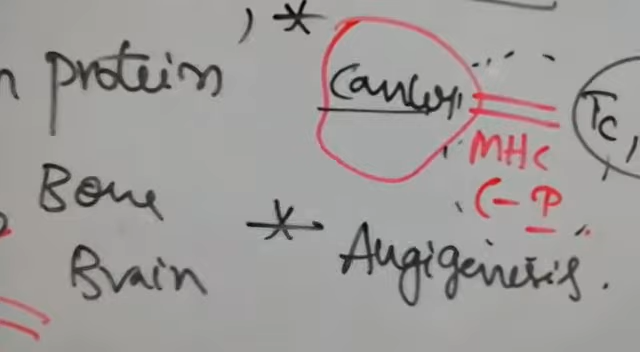 n protein
, * Cancer
Tc,
MHC
C-P
Bone
Brain
* Angigenesis.